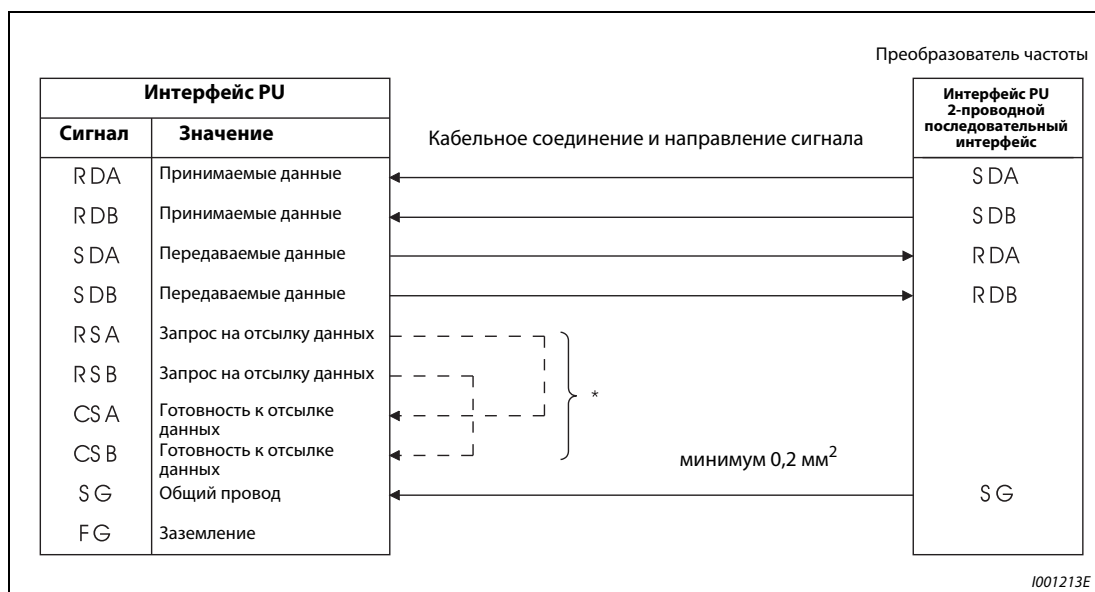 Преобразователь частоты
Интерфейс PU
Сигнал Значение
Кабельное соединение и направление сигнала
Интерфейс PU
2-проводной
последовательный
интерфейс
RDA Принимаемые данные SDA
RDB Принимаемые данные SDB
SDA Передаваемые данные RDA
SDB Передаваемые данные RDB
RSA Запрос на отсылку данных
RSB Запрос на отсылку данных
*
CSA Готовность к отсылке
данных
CSB Готовность к отсылке
данных
минимум 0,2 мм²
SG Общий провод SG
FG Заземление
I001213E